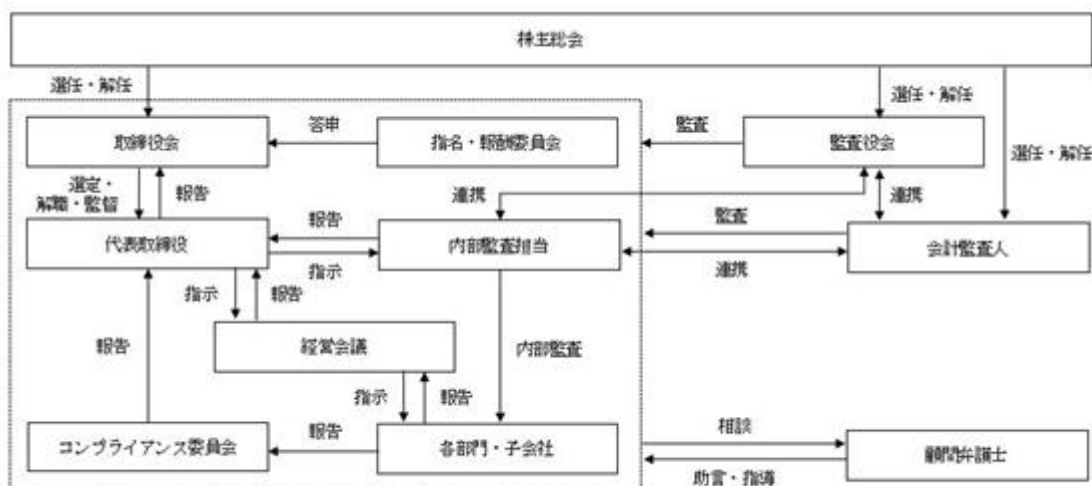 株主総会
選任・解任
選任・解任
選任・解任
取締役会
答申
指名・報酬委員会
監査
監査役会
選定・
解職・監督
報告
連携
連携
代表取締役
報告
指示
内部監査担当
監査
連携
会計監査人
指示
報告
経営会議
報告
内部監査
指示
報告
コンプライアンス委員会
報告
各部門・子会社
相談
助言・指導
顧問弁護士